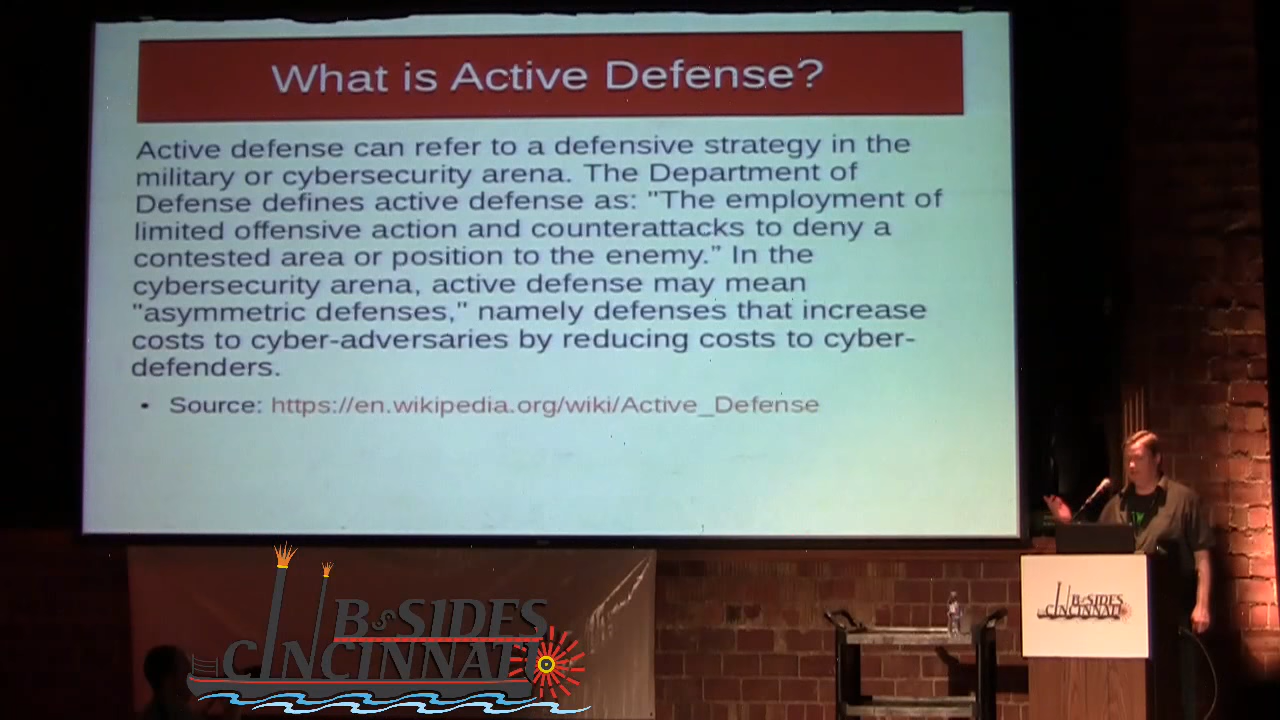 What is Active Defense?
Active defense can refer to a defensive strategy in the
military or cybersecurity arena. The Department of
Defense defines active defense as: "The employment of
limited offensive action and counterattacks to deny a
contested area or position to the enemy.” In the
cybersecurity arena, active defense may mean
"asymmetric defenses," namely defenses that increase
costs to cyber-adversaries by reducing costs to cyber-
defenders.
• Source: https://en.wikipedia.org/wiki/Active_Defense
B-SIDES
CINCINNATI
B-SIDES
CINCINNATI